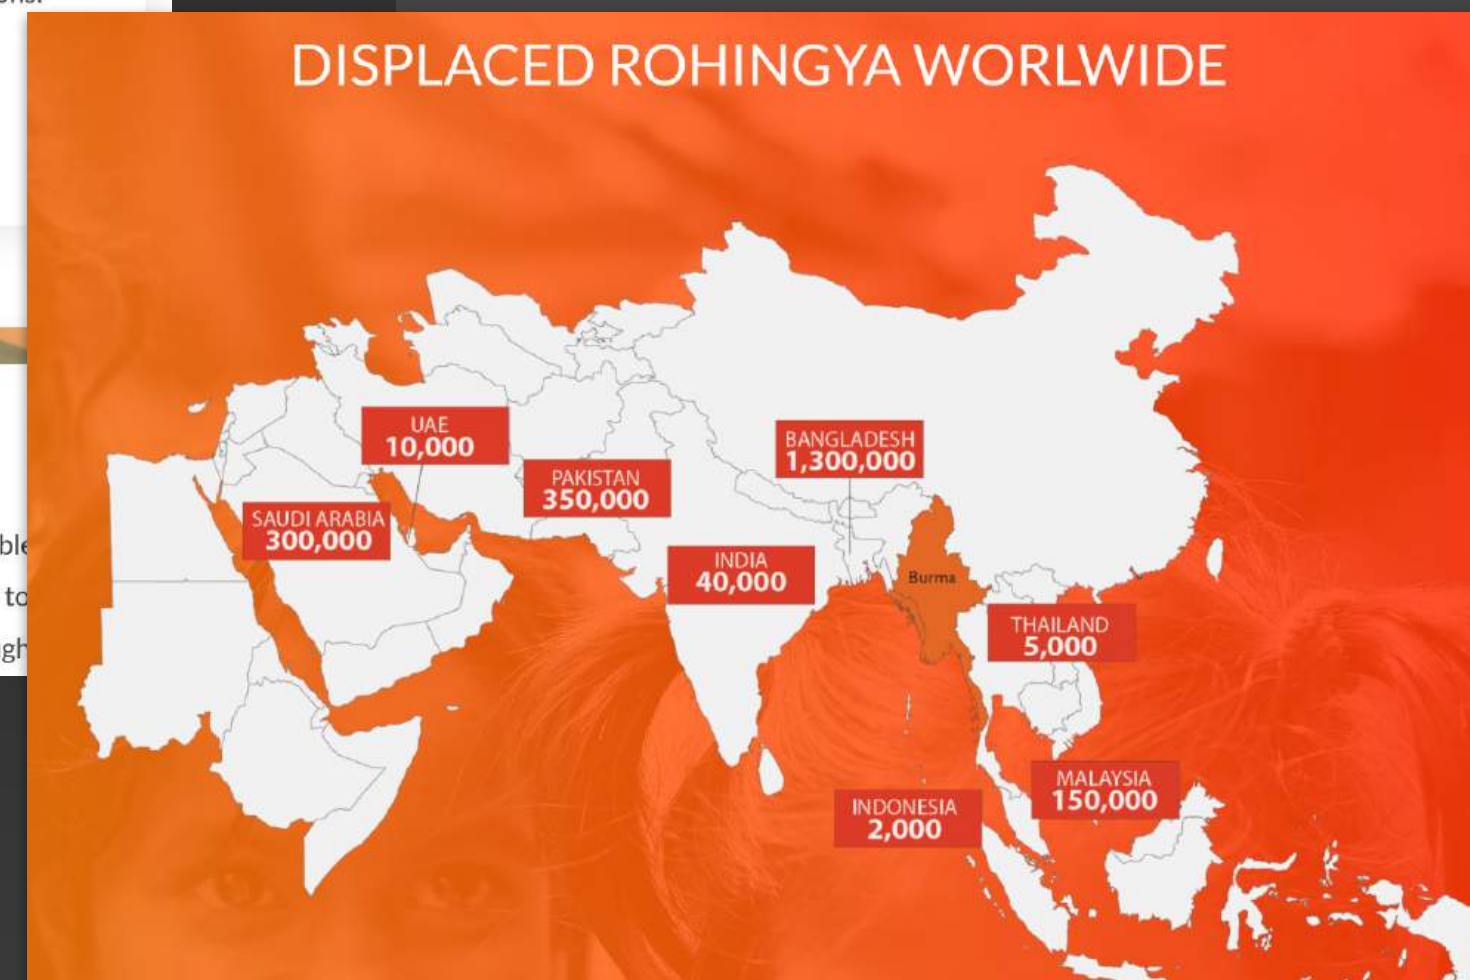 DISPLACED ROHINGYA WORLWIDE
UAE
10,000
BANGLADESH
1,300,000
PAKISTAN
350,000
SAUDI ARABIA
300,000
INDIA
40,000
Burma
THAILAND
5,000
MALAYSIA
150,000
INDONESIA
2,000
to